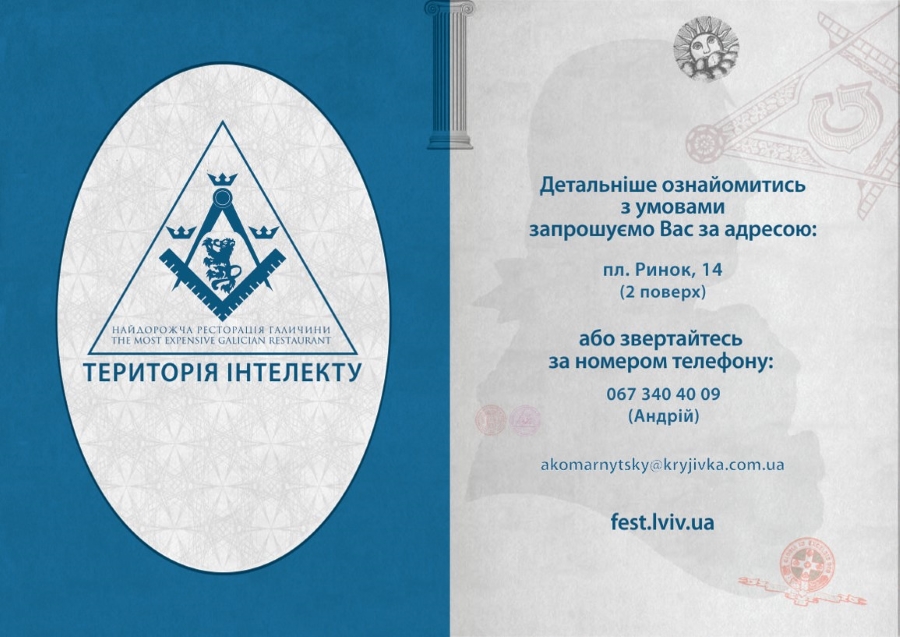 НАЙДОРОЖЧА РЕСТОРАЦІЯ ГАЛИЧИНИ
THE MOST EXPENSIVE GALICIAN RESTAURANT
ТЕРИТОРІЯ ІНТЕЛЕКТУ
G
Детальніше ознайомитись
з умовами
запрошуємо Вас за адресою:
пл. Ринок, 14
(2 поверх)
або звертайтесь
за номером телефону:
067 340 40 09
(Андрій)
akomarnytsky@kryjivka.com.ua
fest.lviv.ua